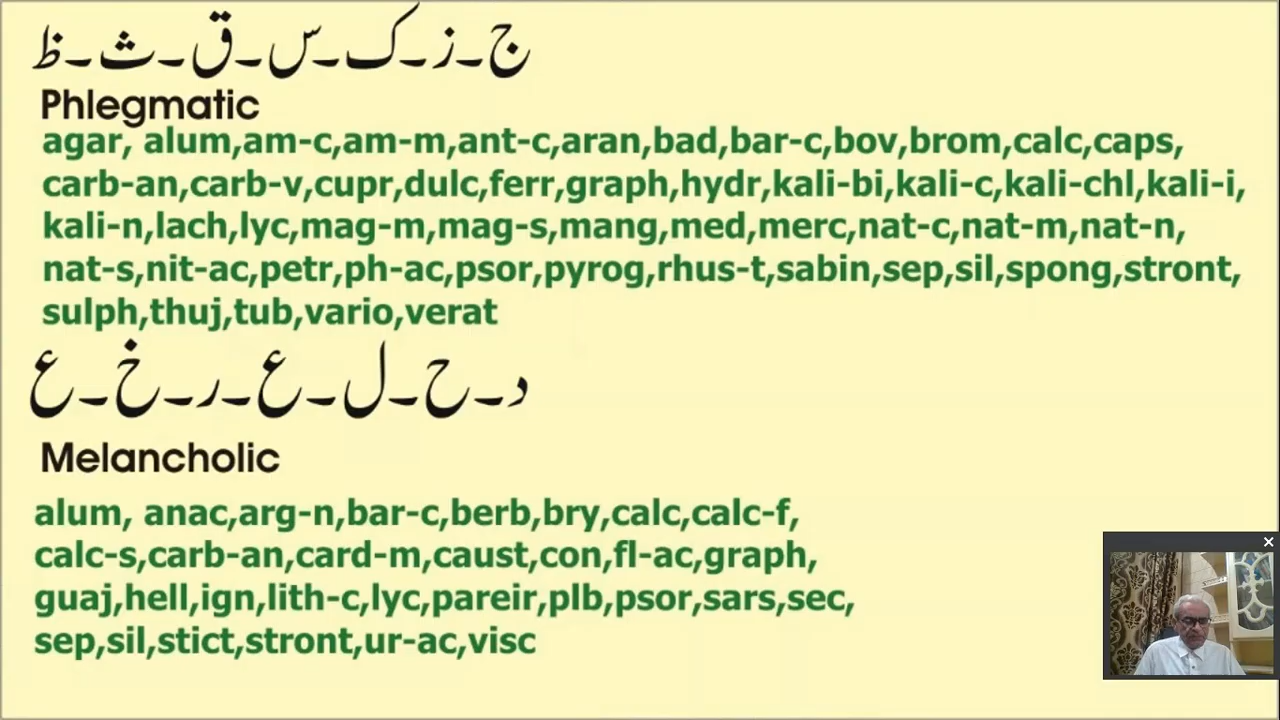 ج۔ز۔ک۔س۔ق۔ث۔ظ
Phlegmatic
agar, alum,am-c,am-m,ant-c,aran,bad,bar-c,bov,brom,calc,caps,
carb-an,carb-v,cupr,dulc,ferr,graph,hydr,kali-bi,kali-c,kali-chl,kali-i,
kali-n,lach,lyc,mag-m,mag-s,mang,med,merc,nat-c,nat-m,nat-n,
nat-s,nit-ac,petr,ph-ac,psor,pyrog,rhus-t,sabin,sep,sil,spong,stront,
sulph,thuj,tub,vario,verat
د۔ح۔ل۔ع۔ر۔خ۔ع
Melancholic
alum, anac,arg-n,bar-c,berb,bry,calc,calc-f,
calc-s,carb-an,card-m,caust,con,fl-ac,graph,
guaj,hell,ign,lith-c,lyc,pareir,plb,psor,sars,sec,
sep,sil,stict,stront,ur-ac,visc